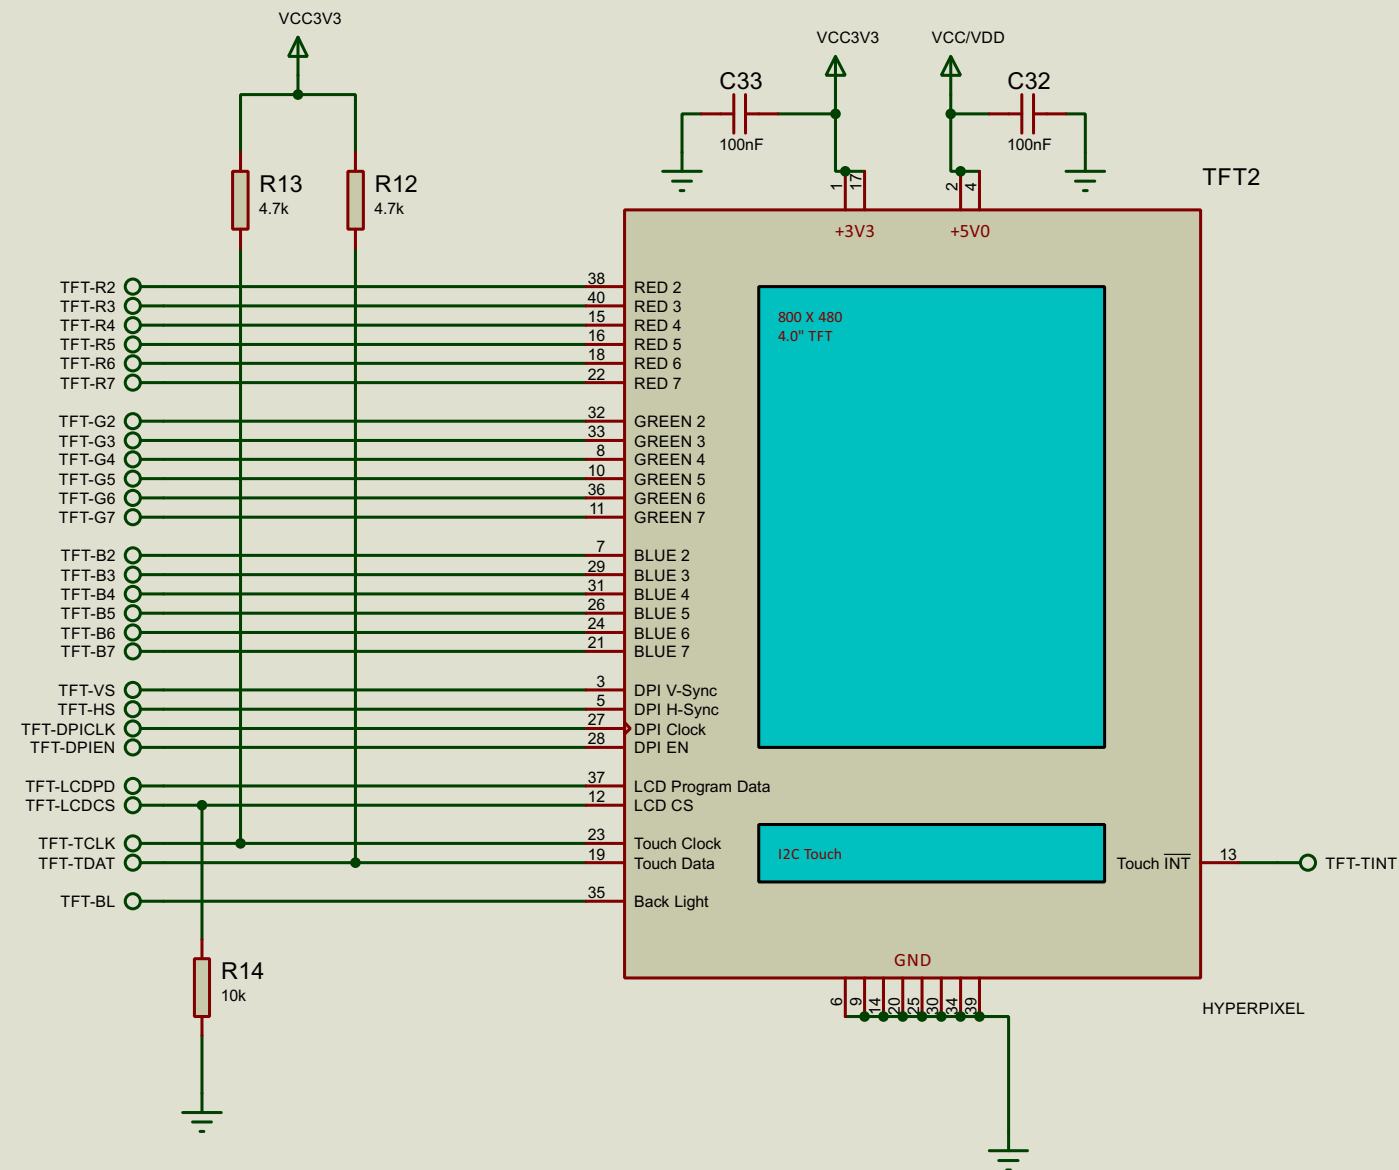 VCC3V3
VCC3V3
VCC/VDD
C33
100nF
C32
100nF
R13
4.7k
R12
4.7k
TFT2
1
17
2
4
+3V3
+5V0
800 X 480
4.0" TFT
TFT-R2 38 RED 2
TFT-R3 40 RED 3
TFT-R4 15 RED 4
TFT-R5 16 RED 5
TFT-R6 18 RED 6
TFT-R7 22 RED 7
TFT-G2 32 GREEN 2
TFT-G3 33 GREEN 3
TFT-G4 8 GREEN 4
TFT-G5 10 GREEN 5
TFT-G6 36 GREEN 6
TFT-G7 11 GREEN 7
TFT-B2 7 BLUE 2
TFT-B3 29 BLUE 3
TFT-B4 31 BLUE 4
TFT-B5 26 BLUE 5
TFT-B6 24 BLUE 6
TFT-B7 21 BLUE 7
TFT-VS 3 DPI V-Sync
TFT-HS 5 DPI H-Sync
TFT-DPICLK 27 DPI Clock
TFT-DPIEN 28 DPI EN
TFT-LCDPD 37 LCD Program Data
TFT-LCDCS 12 LCD CS
TFT-TCLK 23 Touch Clock
TFT-TDAT 19 Touch Data
I2C Touch
Touch INT 13 TFT-TINT
TFT-BL 35 Back Light
R14
10k
GND
6
9
14
20
25
30
34
39
HYPERPIXEL